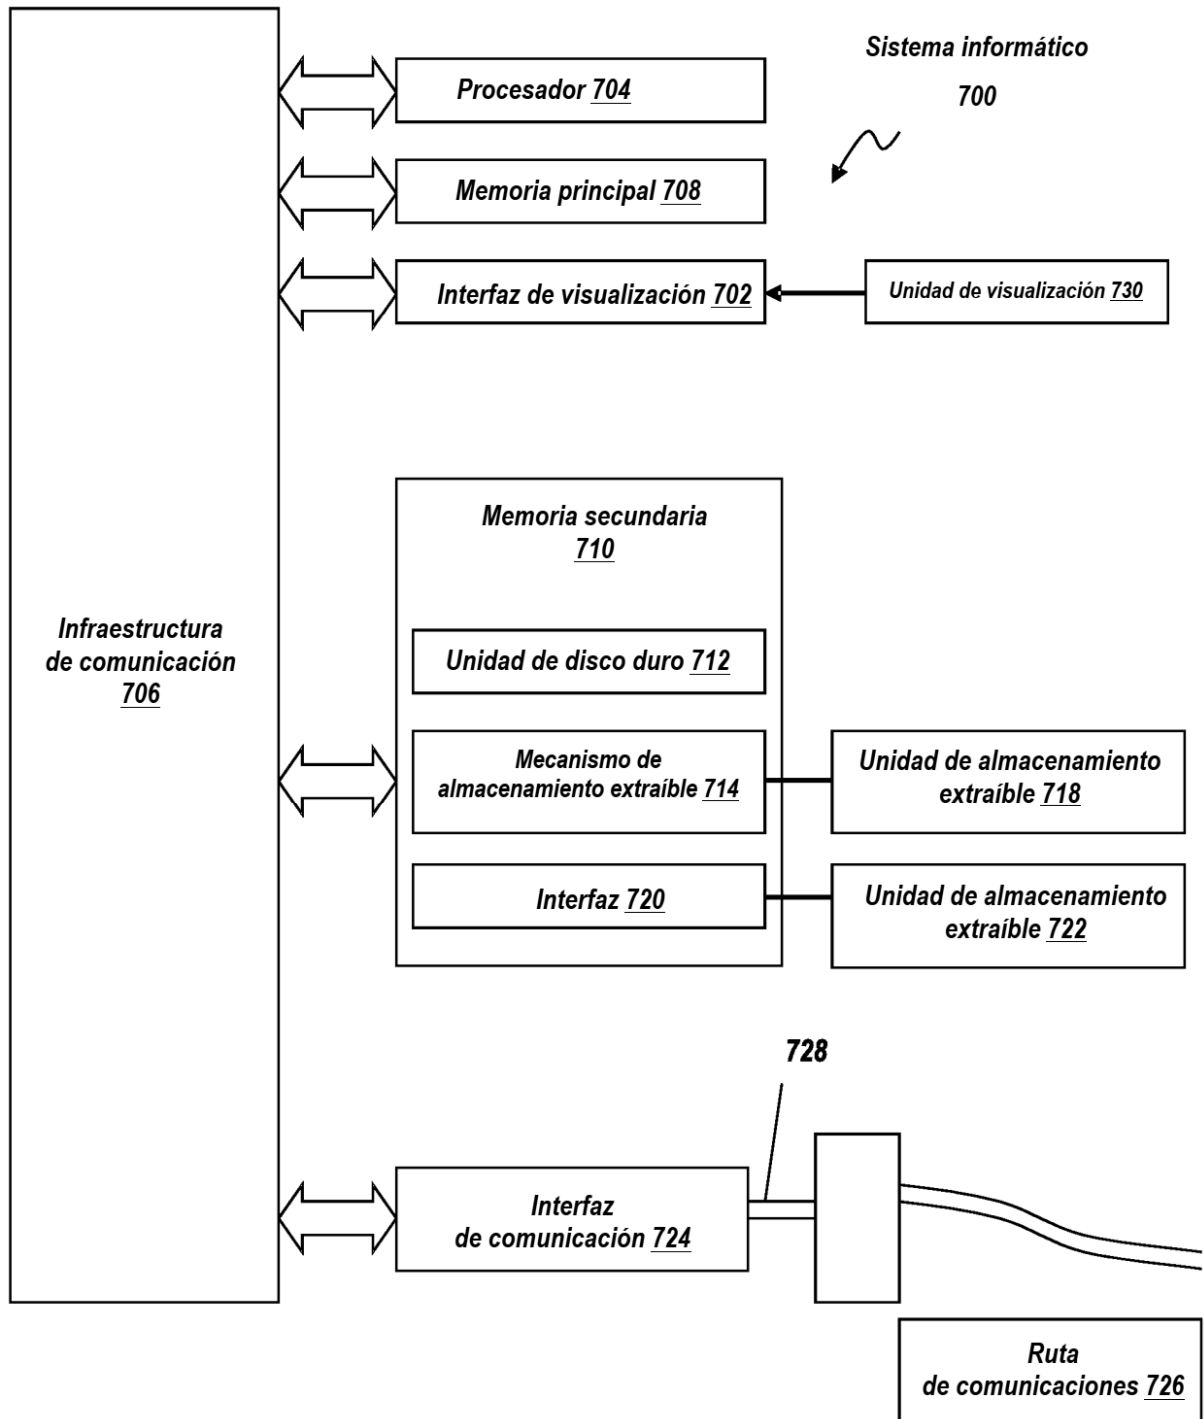 Sistema informático
700
Procesador 704
Memoria principal 708
Interfaz de visualización 702
Unidad de visualización 730
Memoria secundaria
710
Infraestructura
de comunicación
706
Unidad de disco duro 712
Mecanismo de
almacenamiento extraíble 714
Unidad de almacenamiento
extraíble 718
Interfaz 720
Unidad de almacenamiento
extraíble 722
728
Interfaz
de comunicación 724
Ruta
de comunicaciones 726